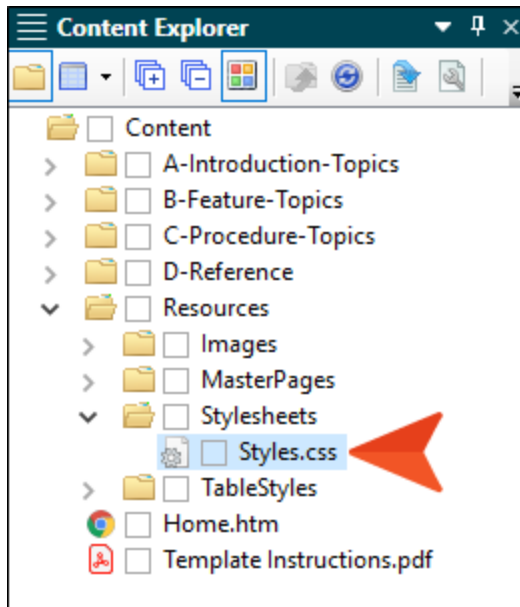 Content Explorer
Content
A-Introduction-Topics
B-Feature-Topics
C-Procedure-Topics
D-Reference
Resources
Images
MasterPages
Stylesheets
Styles.css
TableStyles
Home.htm
Template Instructions.pdf